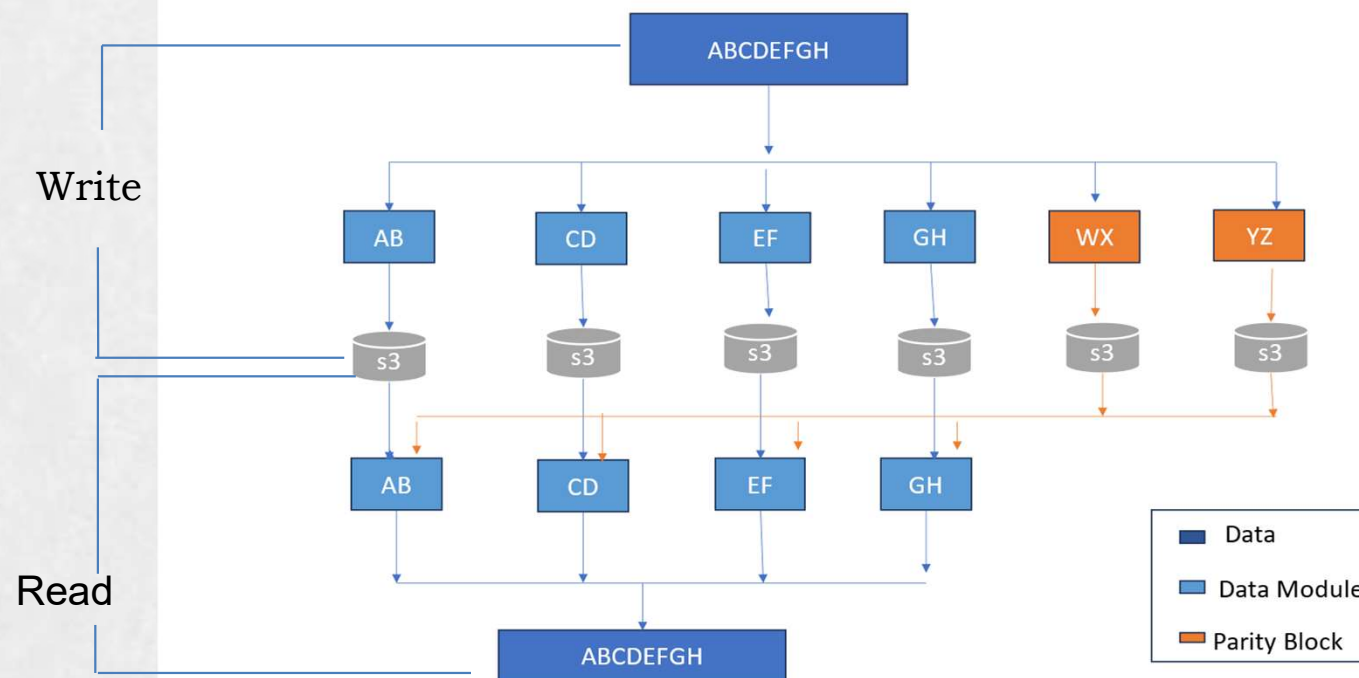 ABCDEFGH
Write
AB CD EF GH WX YZ
s3 s3 s3 s3 s3 s3
AB CD EF GH
Data
Data Module
Read
Parity Block
ABCDEFGH